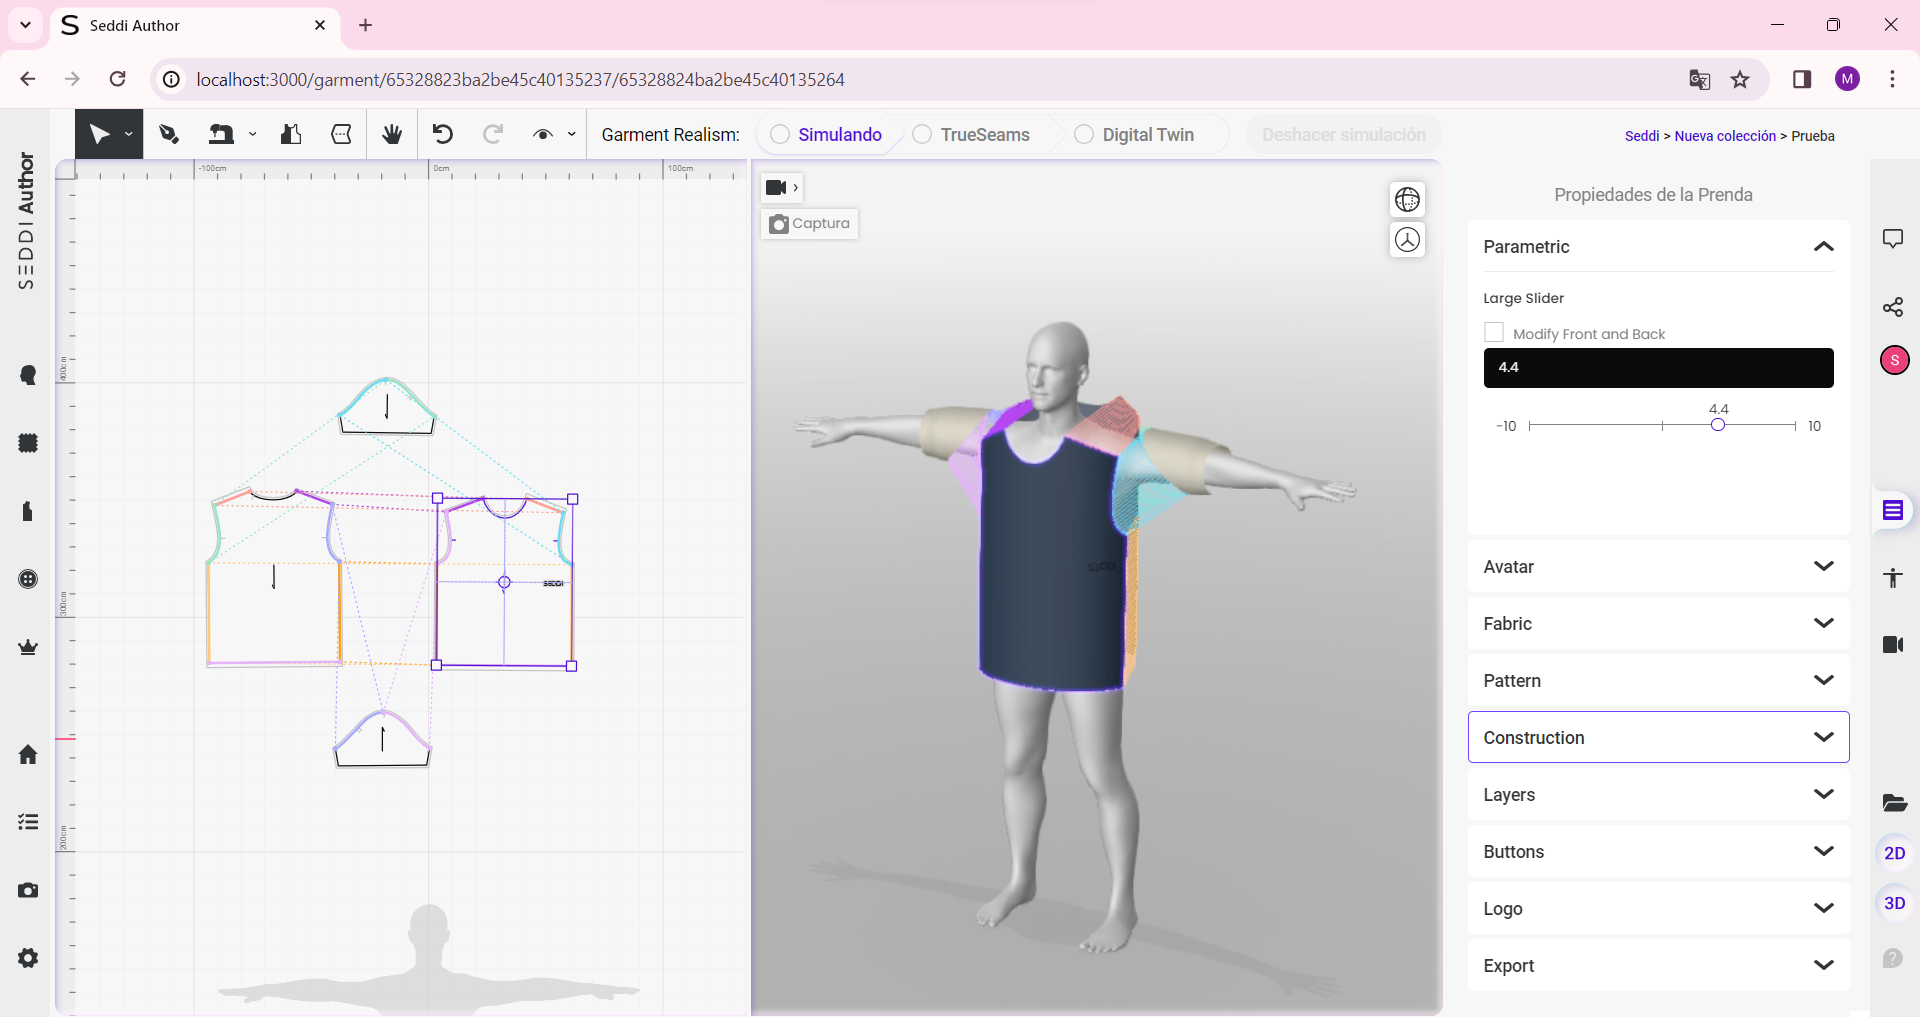 Seddi Author
localhost:3000/garment/65328823ba2be45c40135237/65328824ba2be45c40135264
M
SEDDI Author
Garment Realism:
Simulando
TrueSeams
Digital Twin
Deshacer simulación
Seddi > Nueva colección > Prueba
-100cm
0cm
100cm
400cm
300cm
200cm
SEDDI
Captura
SEDDI
Propiedades de la Prenda
Parametric
Large Slider
Modify Front and Back
4.4
4.4
-10
10
Avatar
Fabric
Pattern
Construction
Layers
Buttons
Logo
Export
S
2D
3D